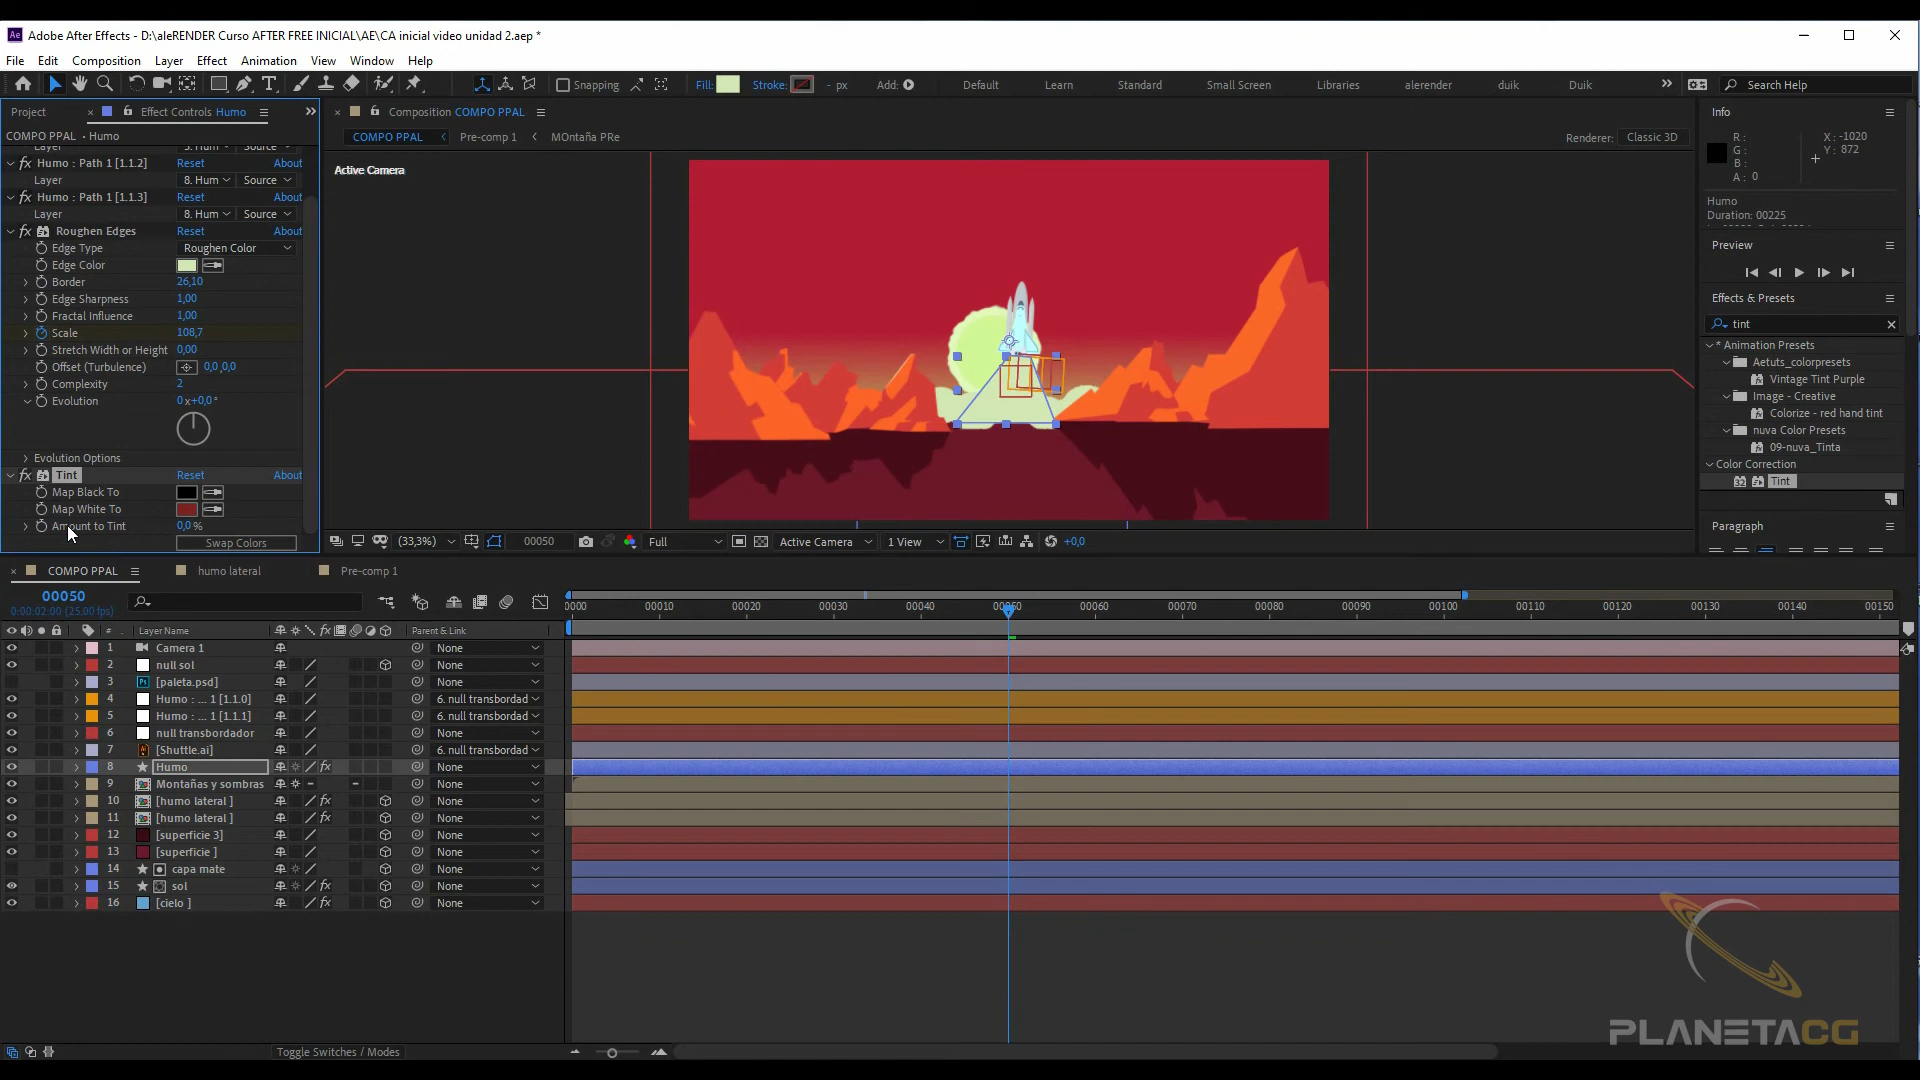 Adobe After Effects - D:\aleRENDER Curso AFTER FREE INICIAL\AE\CA inicial video unidad 2.aep *
File Edit Composition Layer Effect Animation View Window Help
Snapping Fill: Stroke: - px Add: Default Learn Standard Small Screen Libraries alerender duik Duik Search Help
Project Effect Controls Humo
COMPO PPAL • Humo
Humo : Path 1 [1.1.2] Reset About
Layer 8. Hum Source
Humo : Path 1 [1.1.3] Reset About
Layer 8. Hum Source
Roughen Edges Reset About
Edge Type Roughen Color
Edge Color
Border 26,10
Edge Sharpness 1,00
Fractal Influence 1,00
Scale 108,7
Stretch Width or Height 0,00
Offset (Turbulence) 0,0,0,0
Complexity 2
Evolution 0x+0,0°
Evolution Options
Tint Reset About
Map Black To
Map White To
Amount to Tint 0,0 %
Swap Colors
Composition COMPO PPAL
COMPO PPAL Pre-comp 1 MOntaña PRe
Renderer: Classic 3D
Active Camera
(33,3%) 00050 Full Active Camera 1 View +0,0
Info
R : X : -1020
G : Y : 872
B :
A : 0
Humo
Duration: 00225
Preview
Effects & Presets
tint
* Animation Presets
Aetuts_colorpresets
Vintage Tint Purple
Image - Creative
Colorize - red hand tint
nuva Color Presets
09-nuva_Tinta
Color Correction
32 Tint
Paragraph
COMPO PPAL humo lateral Pre-comp 1
00050
0:00:02:00 (25.00 fps)
0000 00010 00020 00030 00040 00050 00060 00070 00080 00090 00100 00110 00120 00130 00140 00150
# Layer Name Parent & Link
1 Camera 1 None
2 null sol None
3 [paleta.psd] None
4 Humo : ... 1 [1.1.0] 6. null transbordad
5 Humo : ... 1 [1.1.1] 6. null transbordad
6 null transbordador None
7 [Shuttle.ai] 6. null transbordad
8 Humo None
9 Montañas y sombras None
10 [humo lateral ] None
11 [humo lateral ] None
12 [superficie 3] None
13 [superficie ] None
14 capa mate None
15 sol None
16 [cielo ] None
Toggle Switches / Modes
PLANETACG